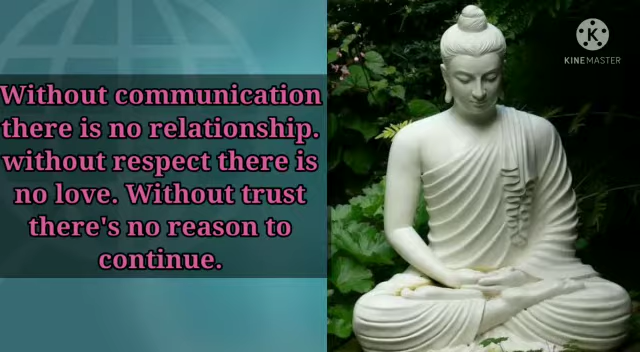 Without communication
there is no relationship.
without respect there is
no love. Without trust
there's no reason to
continue.
K
KINEMASTER